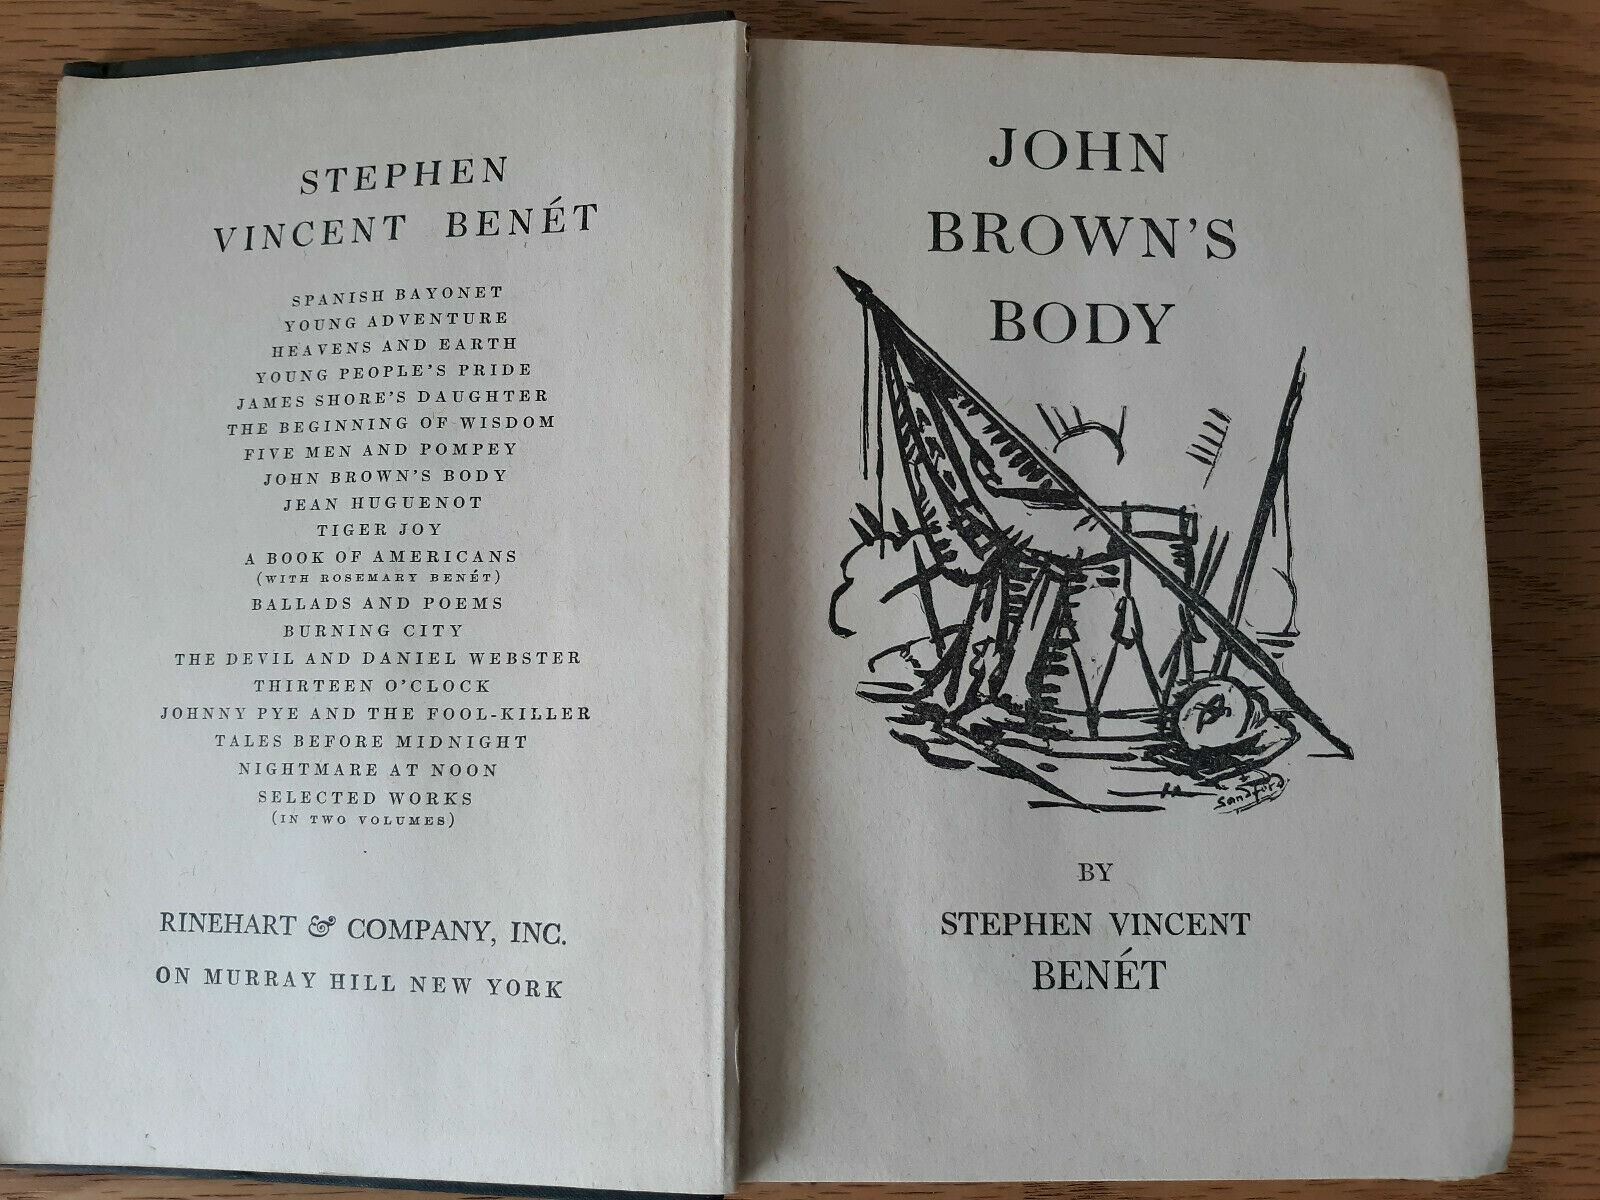 STEPHEN
VINCENT BENÉT
SPANISH BAYONET
YOUNG ADVENTURE
HEAVENS AND EARTH
YOUNG PEOPLE'S PRIDE
JAMES SHORE'S DAUGHTER
THE BEGINNING OF WISDOM
FIVE MEN AND POMPEY
JOHN BROWN'S BODY
JEAN HUGUENOT
TIGER JOY
A BOOK OF AMERICANS
(WITH ROSEMARY BENÉT)
BALLADS AND POEMS
BURNING CITY
THE DEVIL AND DANIEL WEBSTER
THIRTEEN O'CLOCK
JOHNNY PYE AND THE FOOL-KILLER
TALES BEFORE MIDNIGHT
NIGHTMARE AT NOON
SELECTED WORKS
(IN TWO VOLUMES)
RINEHART & COMPANY, INC.
ON MURRAY HILL NEW YORK
JOHN
BROWN'S
BODY
Sandford
BY
STEPHEN VINCENT
BENÉT